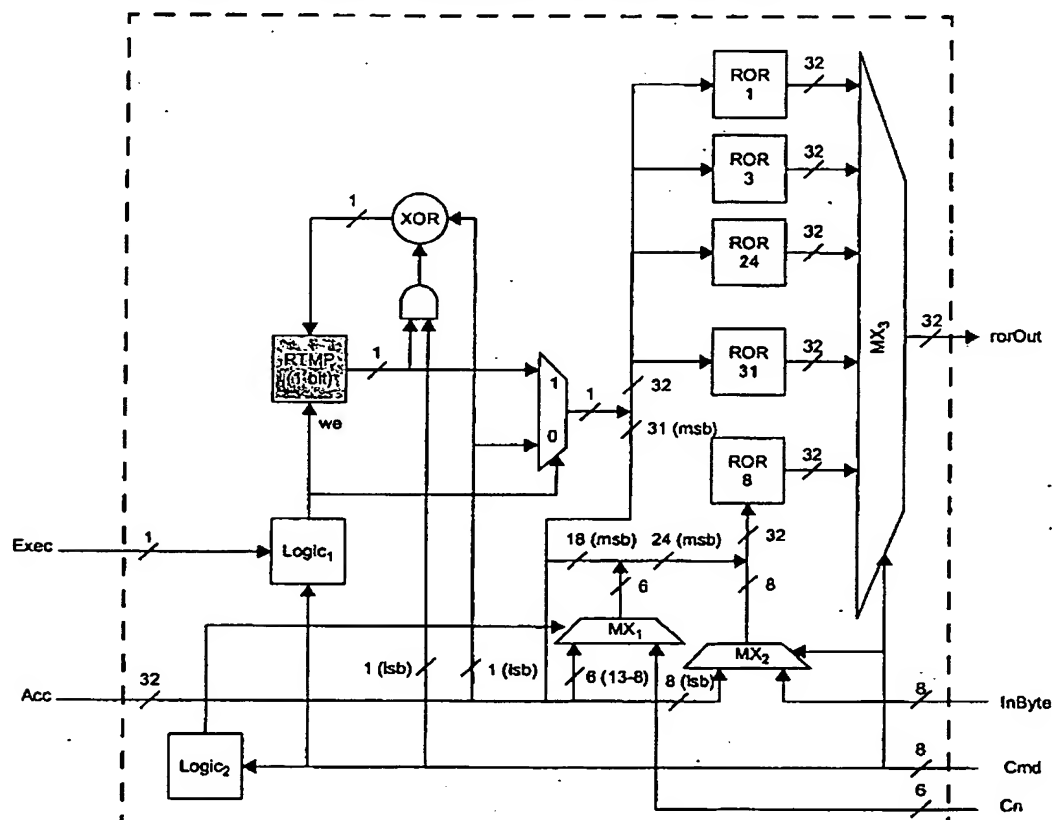 32
ROR
1
32
ROR
3
1
XOR
32
ROR
24
MX₃
32
rorOut
RTMP
(1 bit)
1
we
1
0
1
32
31 (msb)
32
ROR
31
32
ROR
8
Exec
1
Logic₁
18 (msb)
24 (msb)
32
6
8
MX₁
MX₂
1 (lsb)
1 (lsb)
6 (13-8)
8 (lsb)
Acc
32
8
InByte
Logic₂
8
Cmd
6
Cn